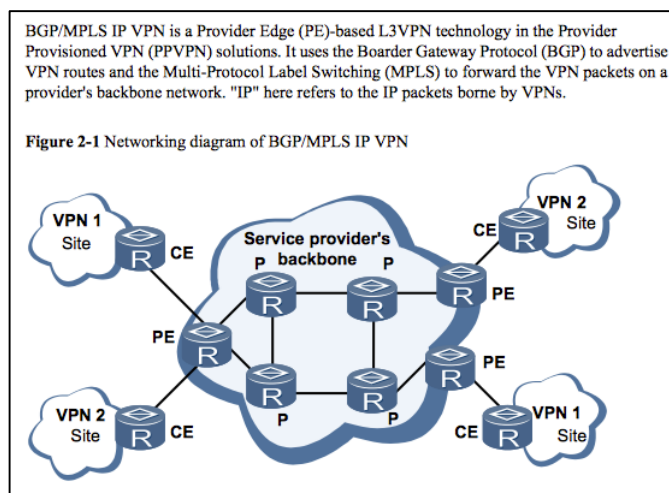 BGP/MPLS IP VPN is a Provider Edge (PE)-based L3VPN technology in the Provider
Provisioned VPN (PPVPN) solutions. It uses the Boarder Gateway Protocol (BGP) to advertise
VPN routes and the Multi-Protocol Label Switching (MPLS) to forward the VPN packets on a
provider's backbone network. "IP" here refers to the IP packets borne by VPNs.
Figure 2-1 Networking diagram of BGP/MPLS IP VPN
VPN 1
Site
R
CE
Service provider's
backbone
P
P
R
R
VPN 2
Site
R
CE
R
PE
PE
R
R
P
R
P
R
PE
VPN 2
Site
R
CE
CE
R
VPN 1
Site